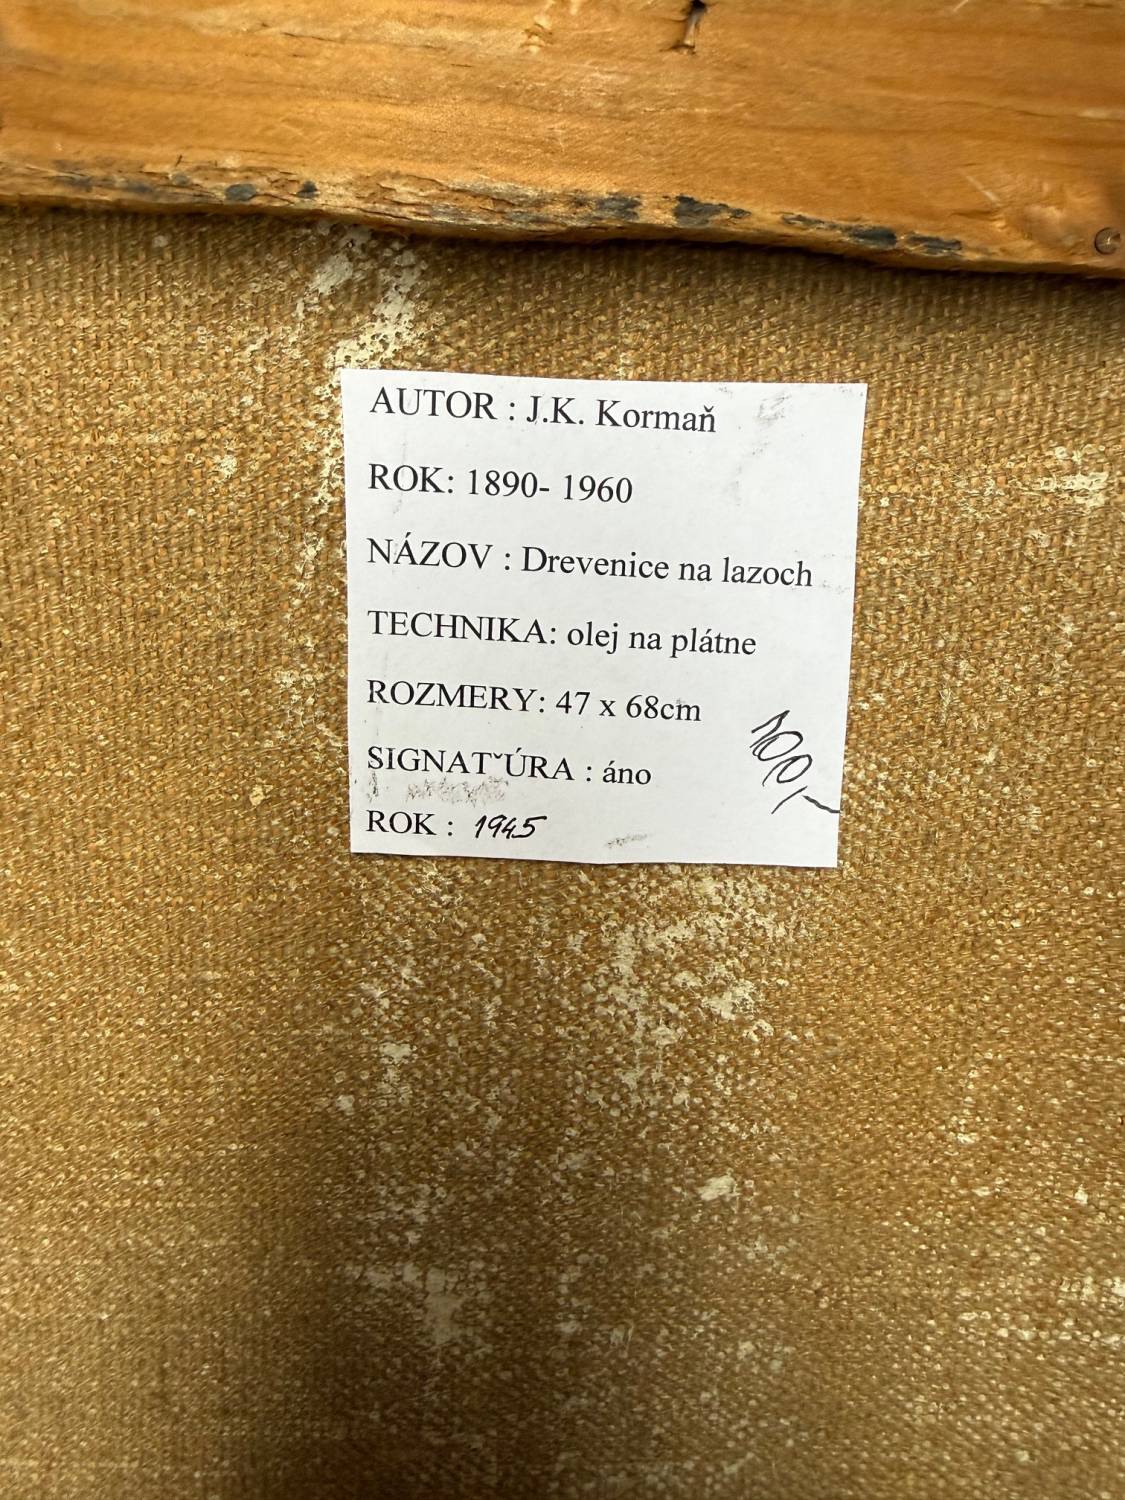 AUTOR : J.K. Kormaň
ROK: 1890- 1960
NÁZOV : Drevenice na lazoch
TECHNIKA: olej na plátne
ROZMERY: 47 x 68cm
SIGNATˇÚRA : áno
ROK : 1945
100,-